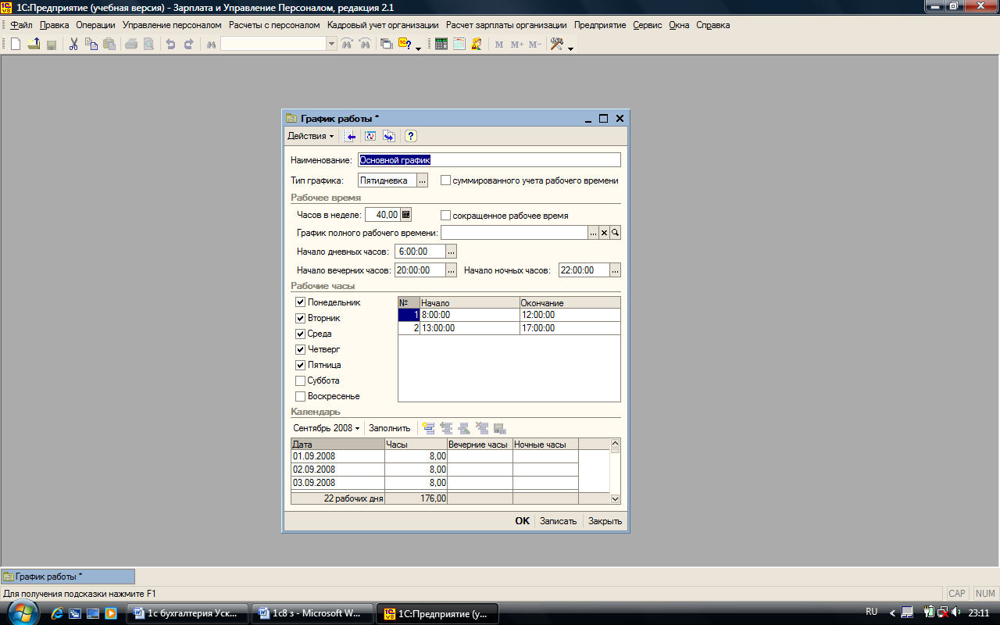 1С:Предприятие (учебная версия) - Зарплата и Управление Персоналом, редакция 2.1
Файл Правка Операции Управление персоналом Расчеты с персоналом Кадровый учет организации Расчет зарплаты организации Предприятие Сервис Окна Справка
M M+ M-
График работы *
Действия
Наименование: Основной график
Тип графика: Пятидневка ... суммированного учета рабочего времени
Рабочее время
Часов в неделе: 40,00 сокращенное рабочее время
График полного рабочего времени: ...
Начало дневных часов: 6:00:00 ...
Начало вечерних часов: 20:00:00 ... Начало ночных часов: 22:00:00 ...
Рабочие часы
Понедельник
Вторник
Среда
Четверг
Пятница
Суббота
Воскресенье
№ Начало Окончание
1 8:00:00 12:00:00
2 13:00:00 17:00:00
Календарь
Сентябрь 2008 Заполнить
Дата Часы Вечерние часы Ночные часы
01.09.2008 8,00
02.09.2008 8,00
03.09.2008 8,00
22 рабочих дня 176,00
OK Записать Закрыть
График работы *
Для получения подсказки нажмите F1
CAP NUM
1с бухгалтерия Уск... 1с8 з - Microsoft W... 1С:Предприятие (у...
RU 23:11